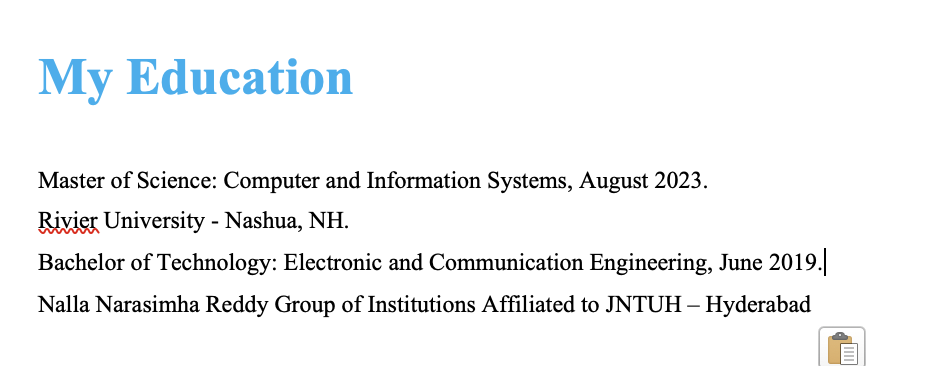 My Education
Master of Science: Computer and Information Systems, August 2023.
Rivier University - Nashua, NH.
Bachelor of Technology: Electronic and Communication Engineering, June 2019.
Nalla Narasimha Reddy Group of Institutions Affiliated to JNTUH – Hyderabad